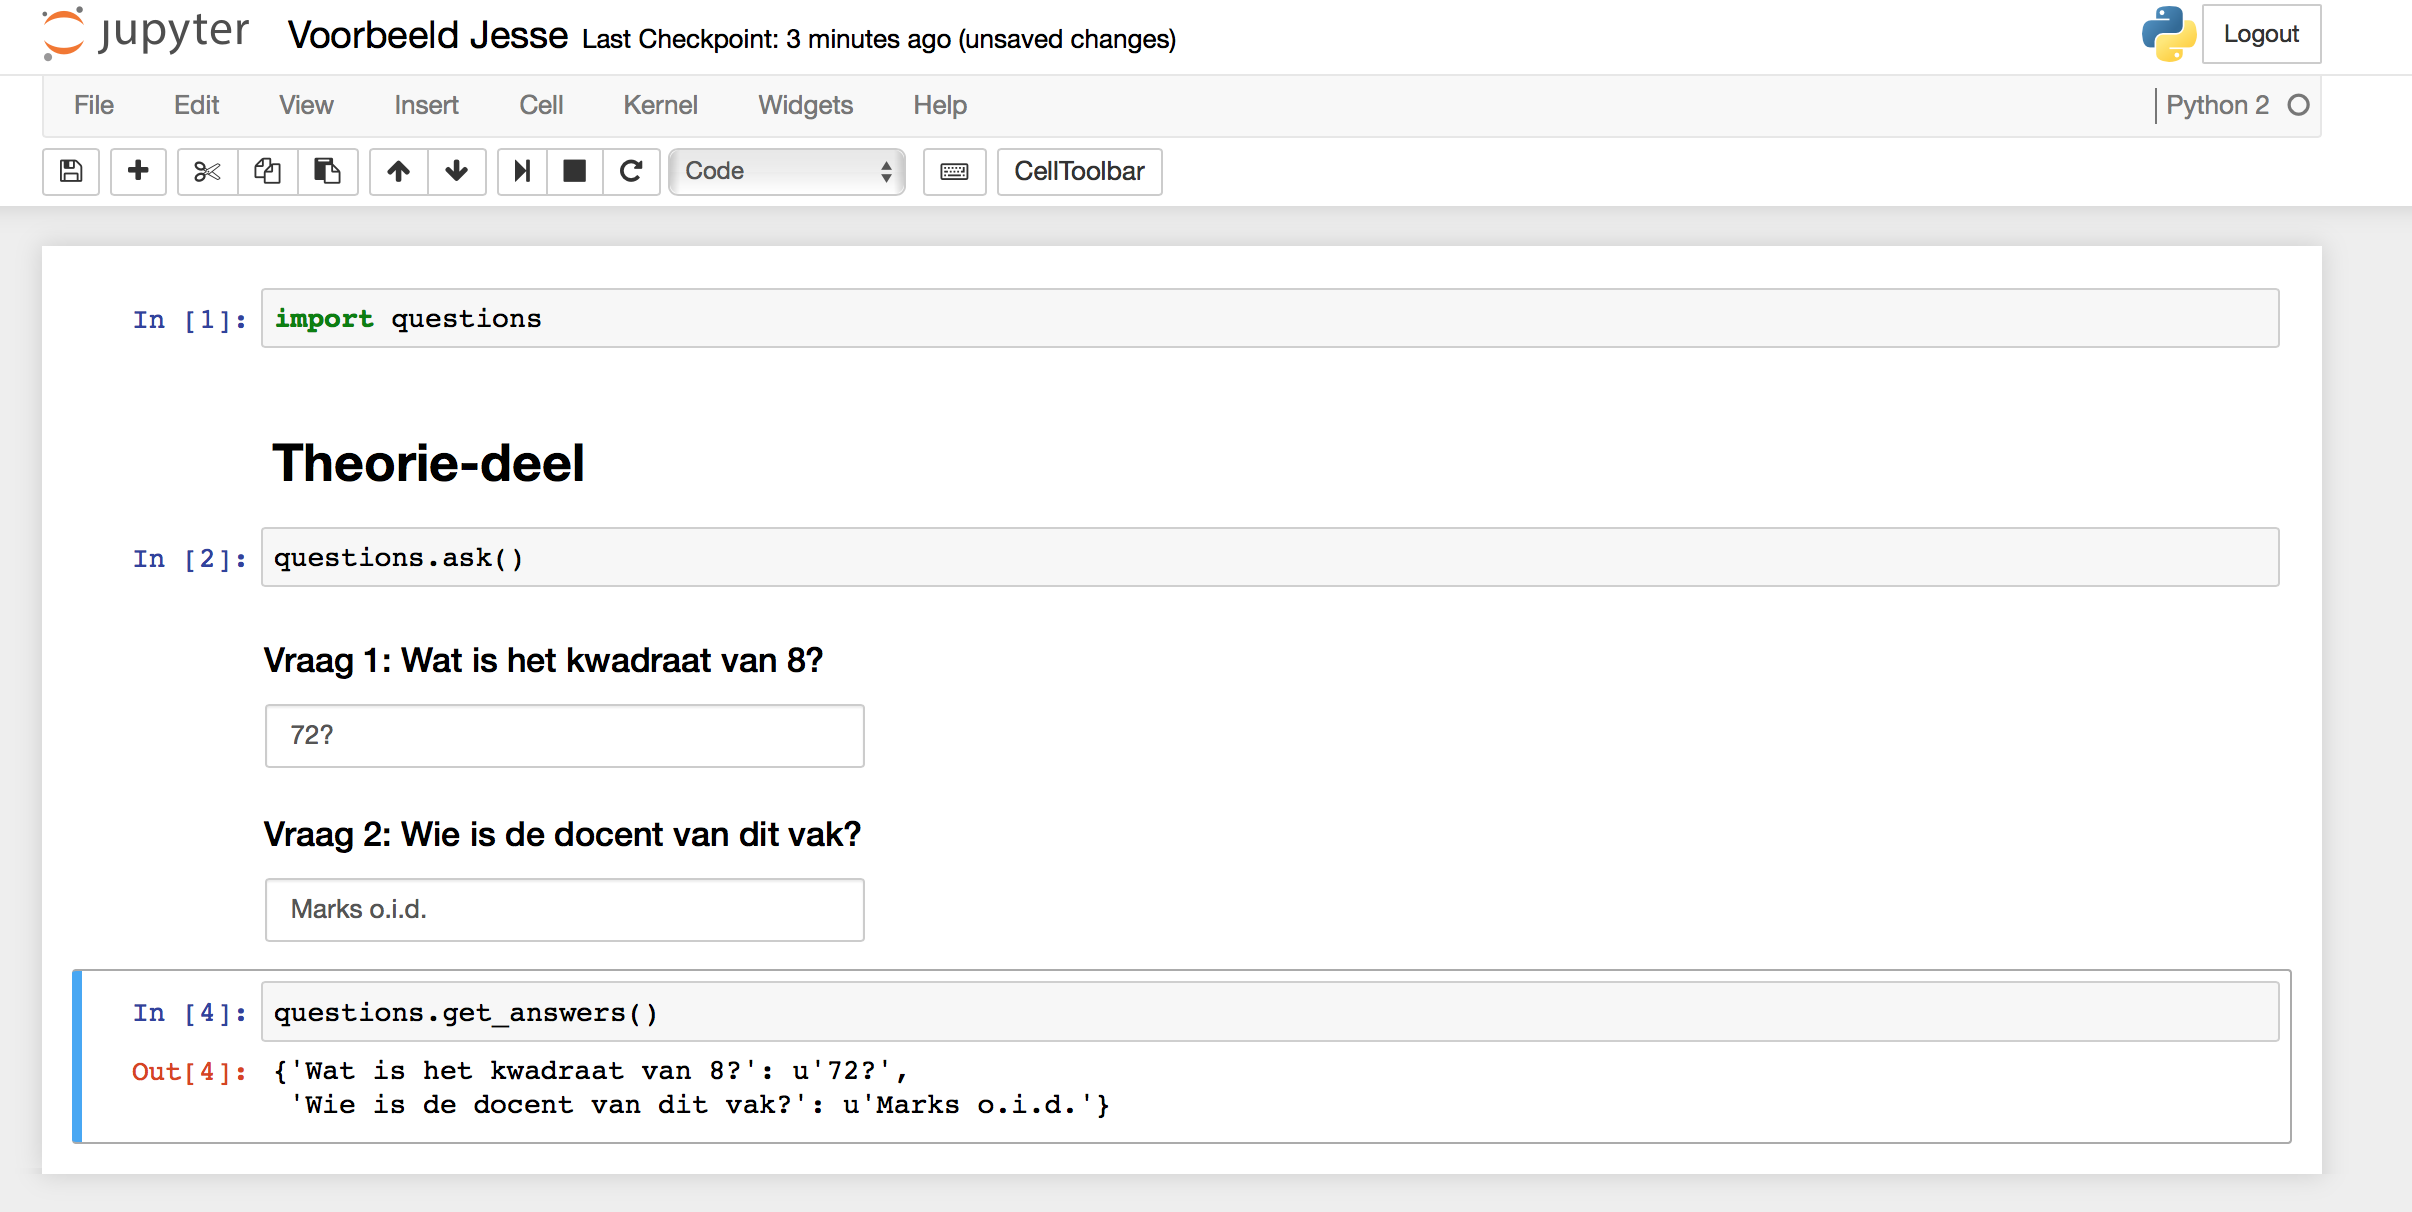 jupyter Voorbeeld Jesse Last Checkpoint: 3 minutes ago (unsaved changes) Logout
File Edit View Insert Cell Kernel Widgets Help Python 2
Code CellToolbar
In [1]: import questions
Theorie-deel
In [2]: questions.ask()
Vraag 1: Wat is het kwadraat van 8?
72?
Vraag 2: Wie is de docent van dit vak?
Marks o.i.d.
In [4]: questions.get_answers()
Out[4]: {'Wat is het kwadraat van 8?': u'72?',
'Wie is de docent van dit vak?': u'Marks o.i.d.'}